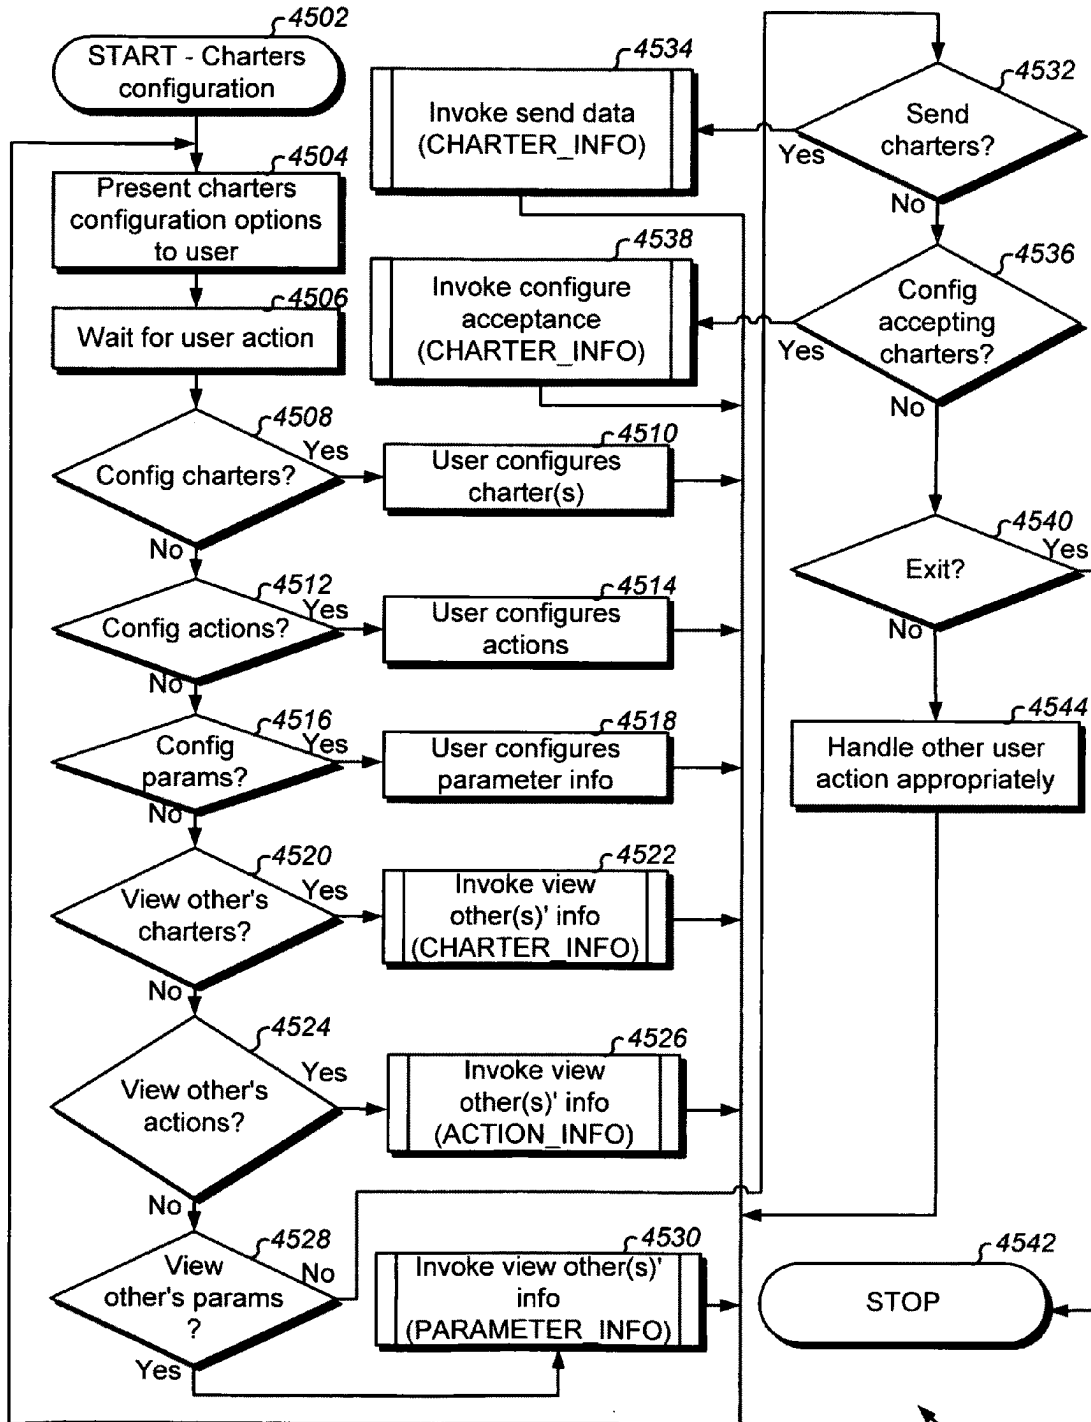 4502
START - Charters
configuration
4504
Present charters
configuration options
to user
4506
Wait for user action
4508
Config charters?
Yes
No
4510
User configures
charter(s)
4512
Config actions?
Yes
No
4514
User configures
actions
4516
Config
params?
Yes
No
4518
User configures
parameter info
4520
View other's
charters?
Yes
No
4522
Invoke view
other(s)' info
(CHARTER_INFO)
4524
View other's
actions?
Yes
No
4526
Invoke view
other(s)' info
(ACTION_INFO)
4528
View
other's params
?
No
Yes
4530
Invoke view other(s)'
info
(PARAMETER_INFO)
4532
Send
charters?
Yes
No
4534
Invoke send data
(CHARTER_INFO)
4536
Config
accepting
charters?
Yes
No
4538
Invoke configure
acceptance
(CHARTER_INFO)
4540
Exit?
Yes
No
4544
Handle other user
action appropriately
4542
STOP